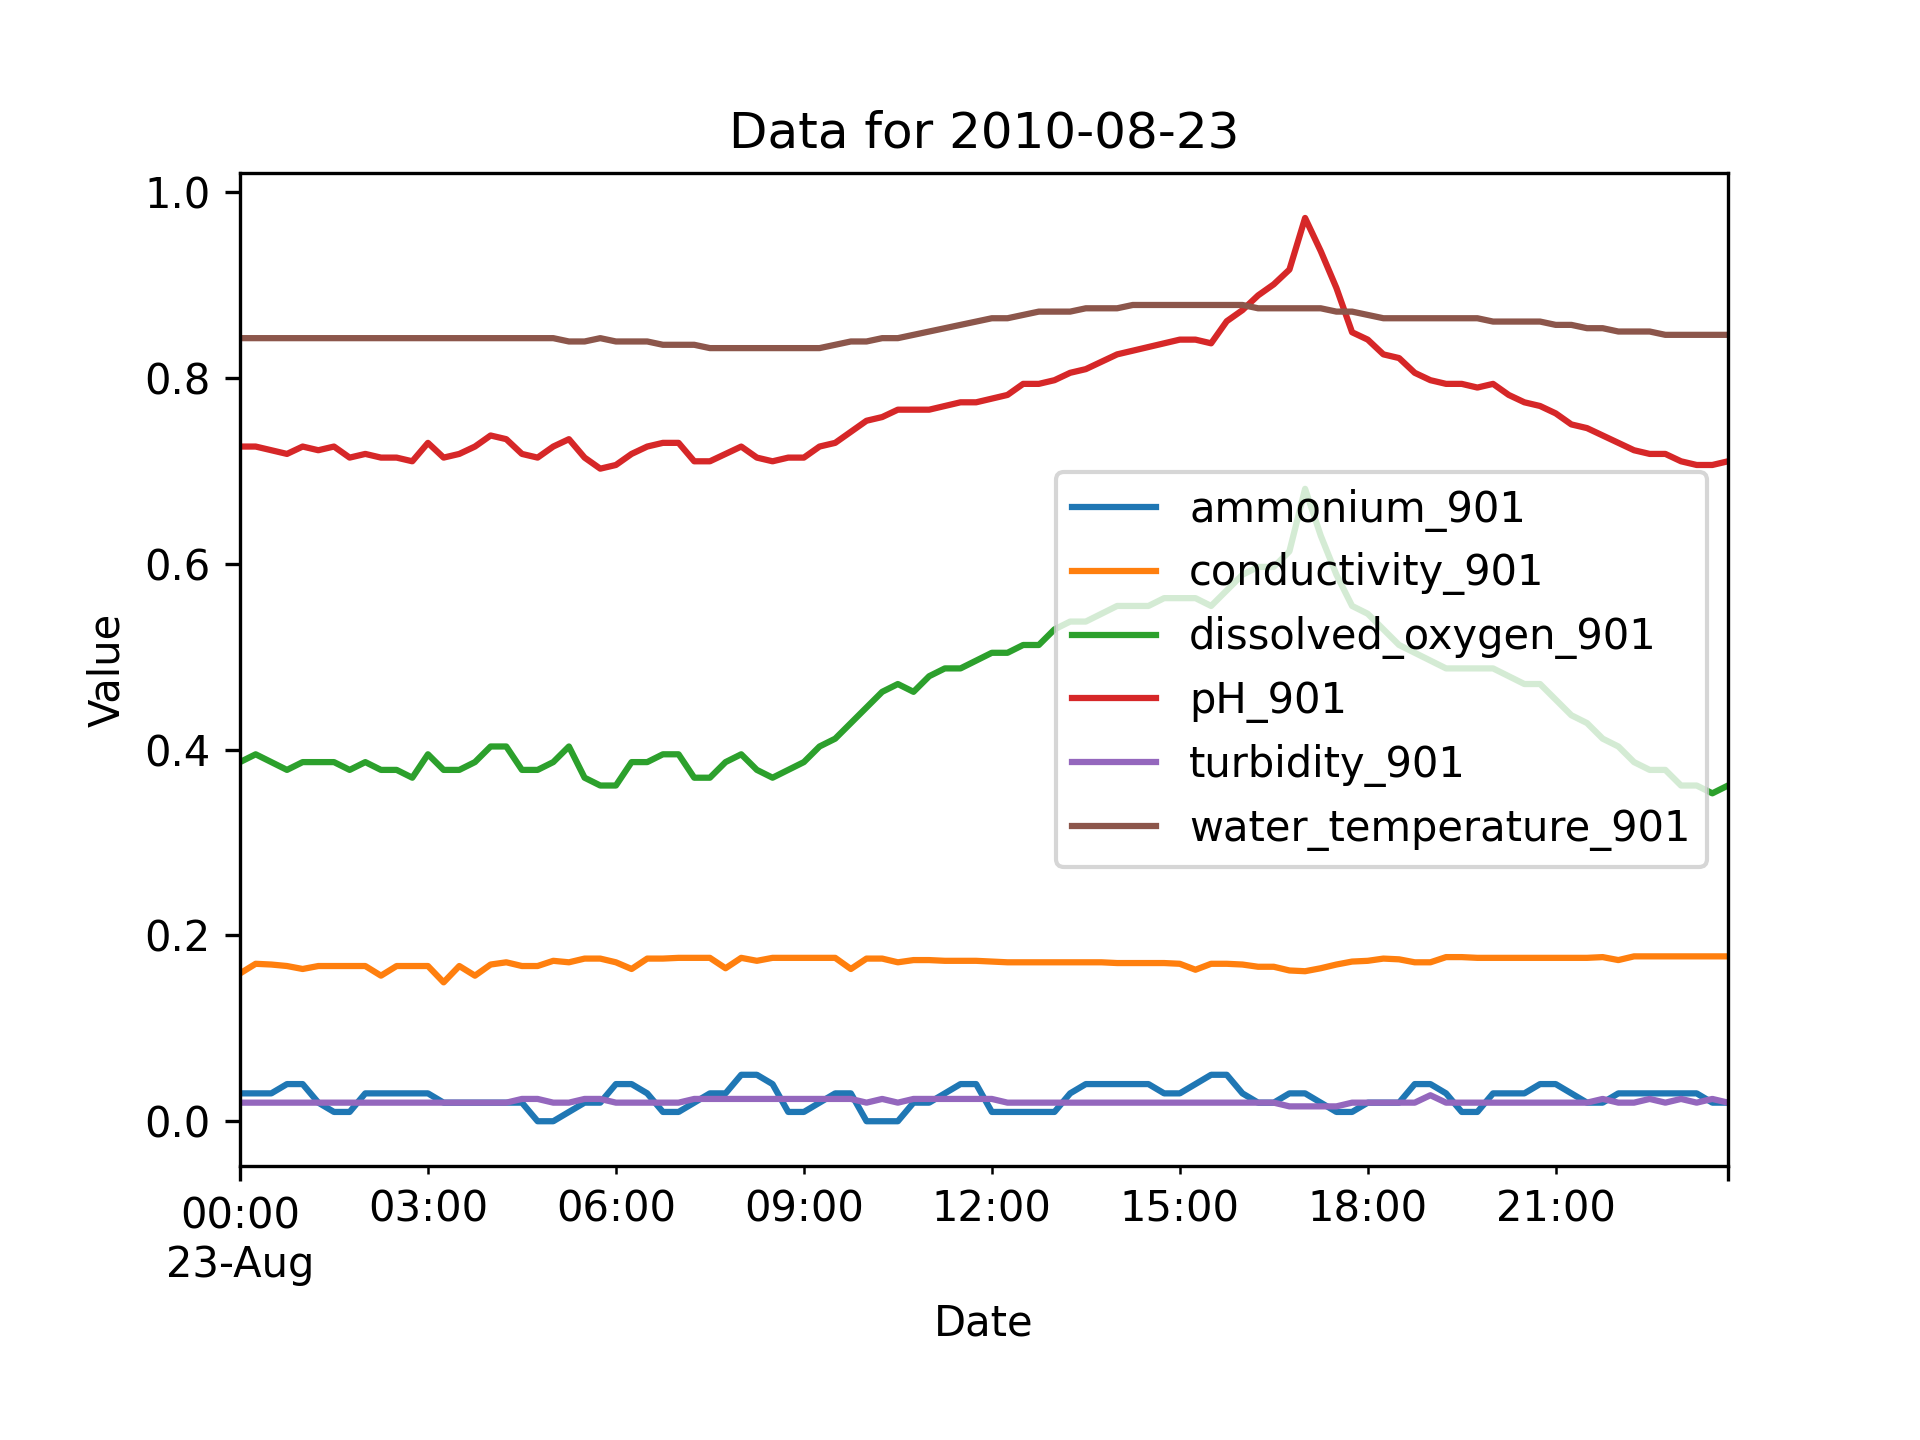 Data for 2010-08-23
1.0
0.8
0.6
0.4
0.2
0.0
Value
ammonium_901
conductivity_901
dissolved_oxygen_901
pH_901
turbidity_901
water_temperature_901
00:00 03:00 06:00 09:00 12:00 15:00 18:00 21:00
23-Aug
Date